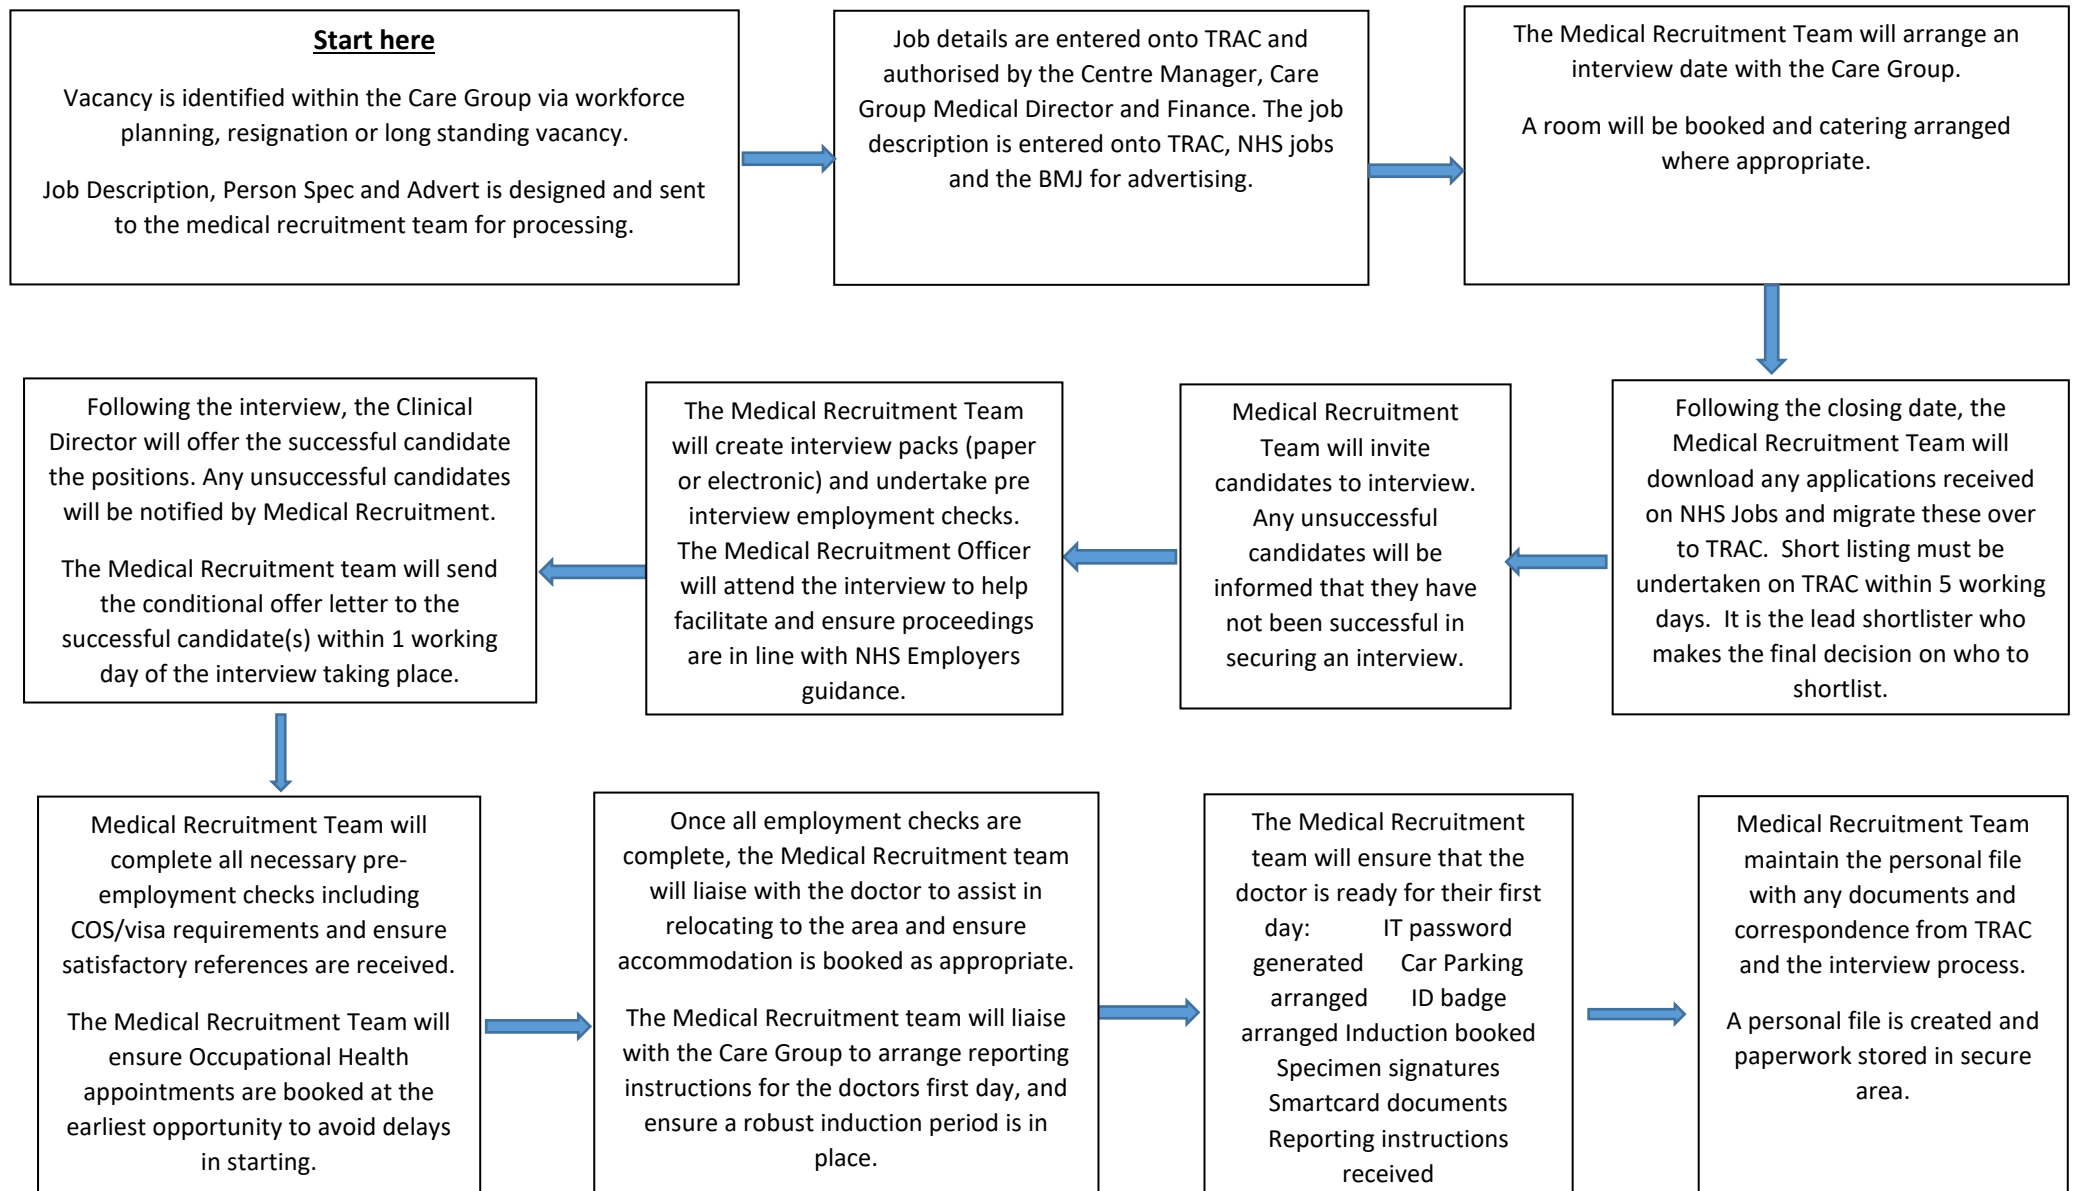 Start here
Vacancy is identified within the Care Group via workforce
planning, resignation or long standing vacancy.
Job Description, Person Spec and Advert is designed and sent
to the medical recruitment team for processing.
Job details are entered onto TRAC and
authorised by the Centre Manager, Care
Group Medical Director and Finance. The job
description is entered onto TRAC, NHS jobs
and the BMJ for advertising.
The Medical Recruitment Team will arrange an
interview date with the Care Group.
A room will be booked and catering arranged
where appropriate.
Following the closing date, the
Medical Recruitment Team will
download any applications received
on NHS Jobs and migrate these over
to TRAC.  Short listing must be
undertaken on TRAC within 5 working
days.  It is the lead shortlister who
makes the final decision on who to
shortlist.
Medical Recruitment
Team will invite
candidates to interview.
Any unsuccessful
candidates will be
informed that they have
not been successful in
securing an interview.
The Medical Recruitment Team
will create interview packs (paper
or electronic) and undertake pre
interview employment checks.
The Medical Recruitment Officer
will attend the interview to help
facilitate and ensure proceedings
are in line with NHS Employers
guidance.
Following the interview, the Clinical
Director will offer the successful candidate
the positions. Any unsuccessful candidates
will be notified by Medical Recruitment.
The Medical Recruitment team will send
the conditional offer letter to the
successful candidate(s) within 1 working
day of the interview taking place.
Medical Recruitment Team will
complete all necessary pre-
employment checks including
COS/visa requirements and ensure
satisfactory references are received.
The Medical Recruitment Team will
ensure Occupational Health
appointments are booked at the
earliest opportunity to avoid delays
in starting.
Once all employment checks are
complete, the Medical Recruitment team
will liaise with the doctor to assist in
relocating to the area and ensure
accommodation is booked as appropriate.
The Medical Recruitment team will liaise
with the Care Group to arrange reporting
instructions for the doctors first day, and
ensure a robust induction period is in
place.
The Medical Recruitment
team will ensure that the
doctor is ready for their first
day: IT password
generated Car Parking
arranged ID badge
arranged Induction booked
Specimen signatures
Smartcard documents
Reporting instructions
received
Medical Recruitment Team
maintain the personal file
with any documents and
correspondence from TRAC
and the interview process.
A personal file is created and
paperwork stored in secure
area.